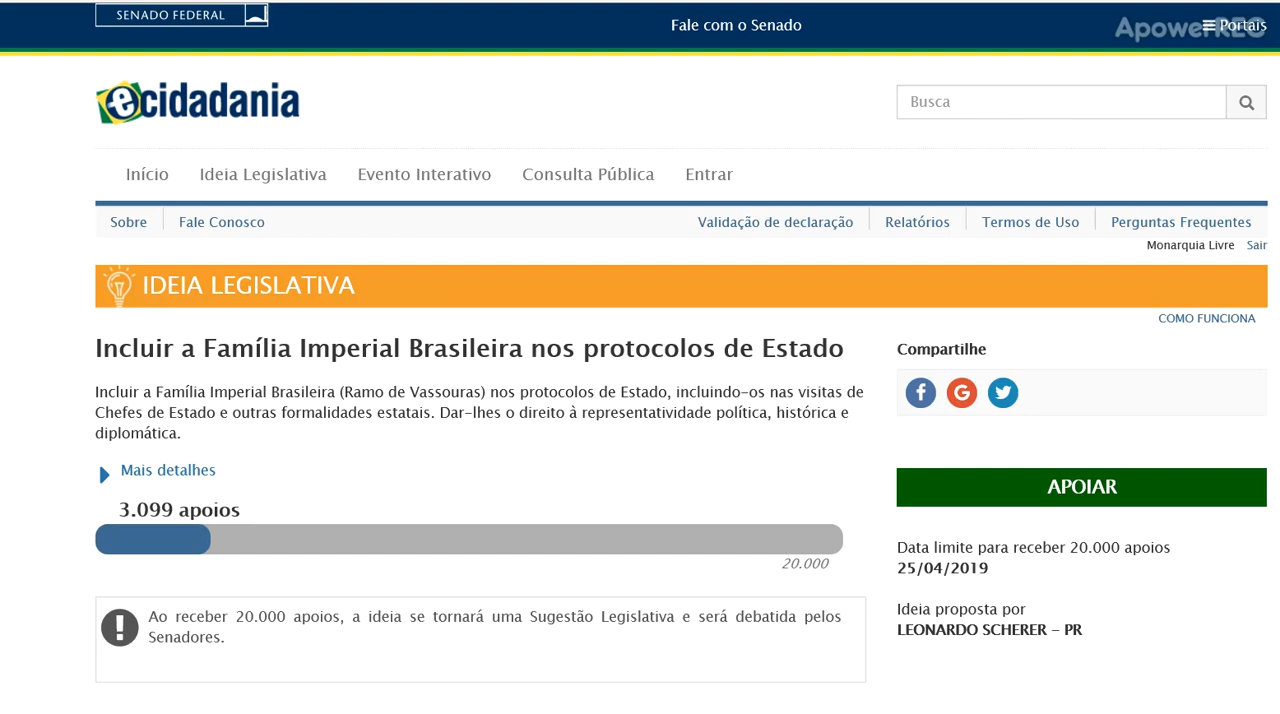 SENADO FEDERAL
Fale com o Senado
ApowerREC
Portais
ecidadania
Busca
Início Ideia Legislativa Evento Interativo Consulta Pública Entrar
Sobre Fale Conosco Validação de declaração Relatórios Termos de Uso Perguntas Frequentes
Monarquia Livre Sair
IDEIA LEGISLATIVA
COMO FUNCIONA
Incluir a Família Imperial Brasileira nos protocolos de Estado
Incluir a Família Imperial Brasileira (Ramo de Vassouras) nos protocolos de Estado, incluindo-os nas visitas de
Chefes de Estado e outras formalidades estatais. Dar-lhes o direito à representatividade política, histórica e
diplomática.
Mais detalhes
3.099 apoios
20.000
Ao receber 20.000 apoios, a ideia se tornará uma Sugestão Legislativa e será debatida pelos
Senadores.
Compartilhe
APOIAR
Data limite para receber 20.000 apoios
25/04/2019
Ideia proposta por
LEONARDO SCHERER - PR